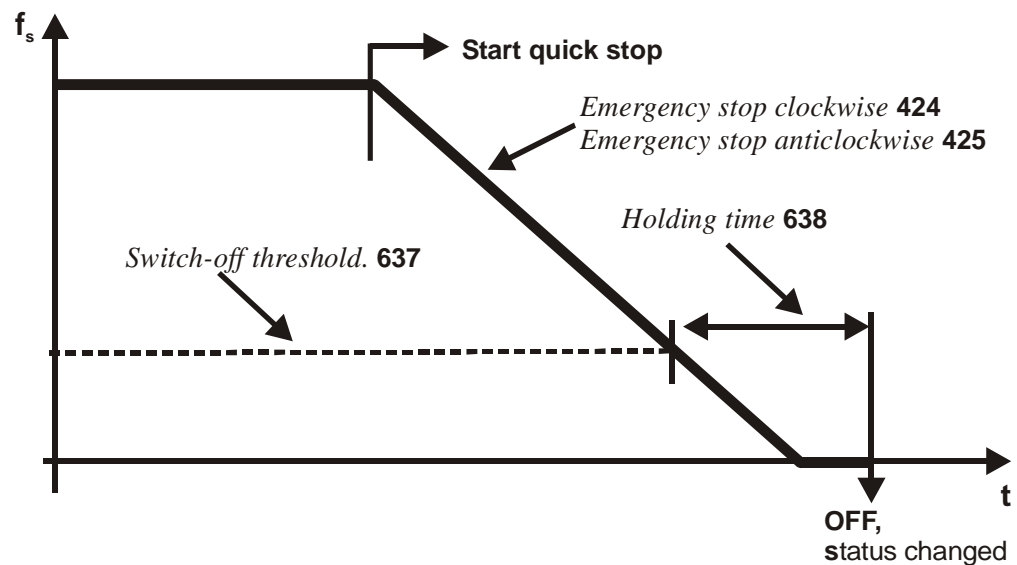 fs
Start quick stop
Emergency stop clockwise 424
Emergency stop anticlockwise 425
Holding time 638
Switch-off threshold. 637
t
OFF,
status changed